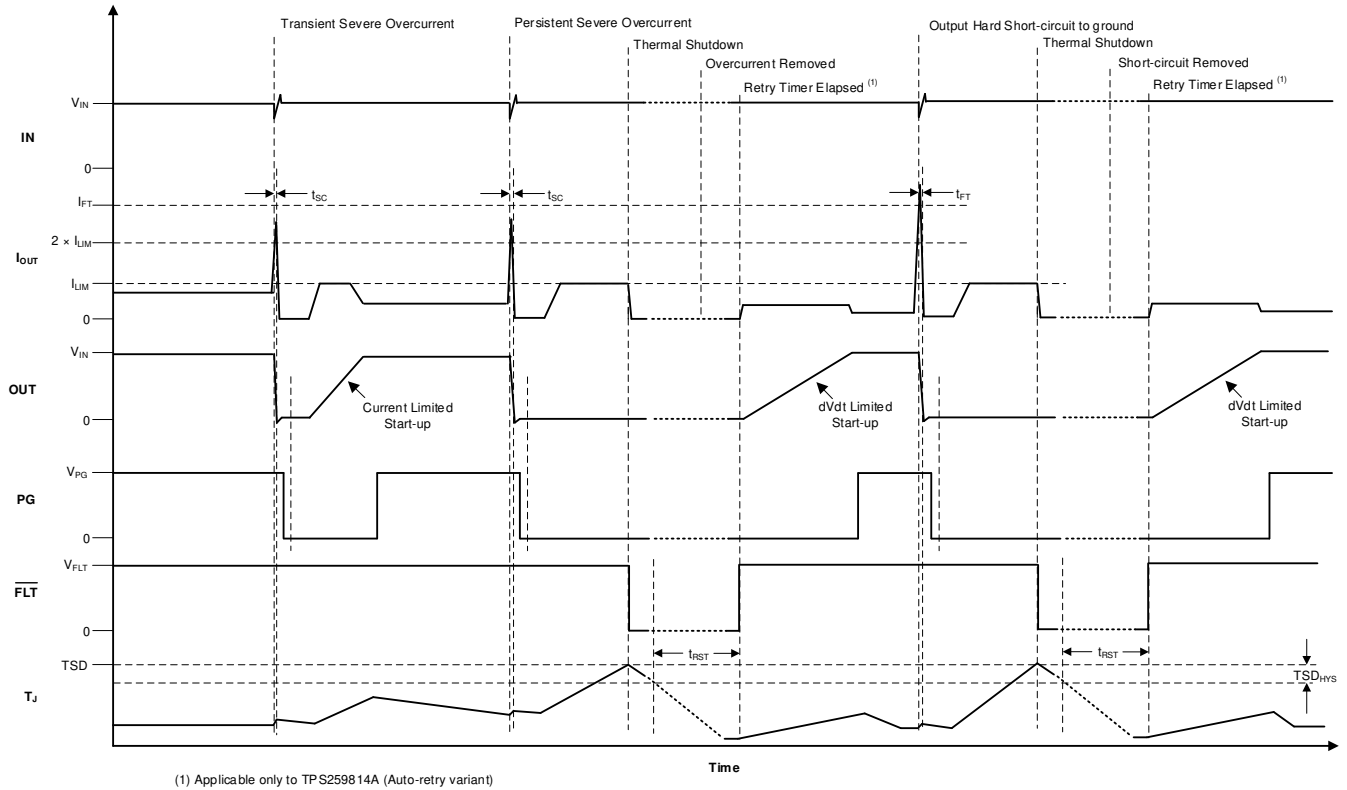 Transient Severe Overcurrent
Persistent Severe Overcurrent
Output Hard Short-circuit to ground
Thermal Shutdown
Thermal Shutdown
Overcurrent Removed
Short-circuit Removed
Retry Timer Elapsed (1)
Retry Timer Elapsed (1)
VIN
IN
0
tSC
tSC
tFT
IFT
2 × ILIM
IOUT
ILIM
0
VIN
OUT
Current Limited
Start-up
dVdt Limited
Start-up
dVdt Limited
Start-up
0
VPG
PG
0
VFLT
FLT
0
tRST
tRST
TSD
TSDHYS
TJ
Time
(1) Applicable only to TPS259814A (Auto-retry variant)